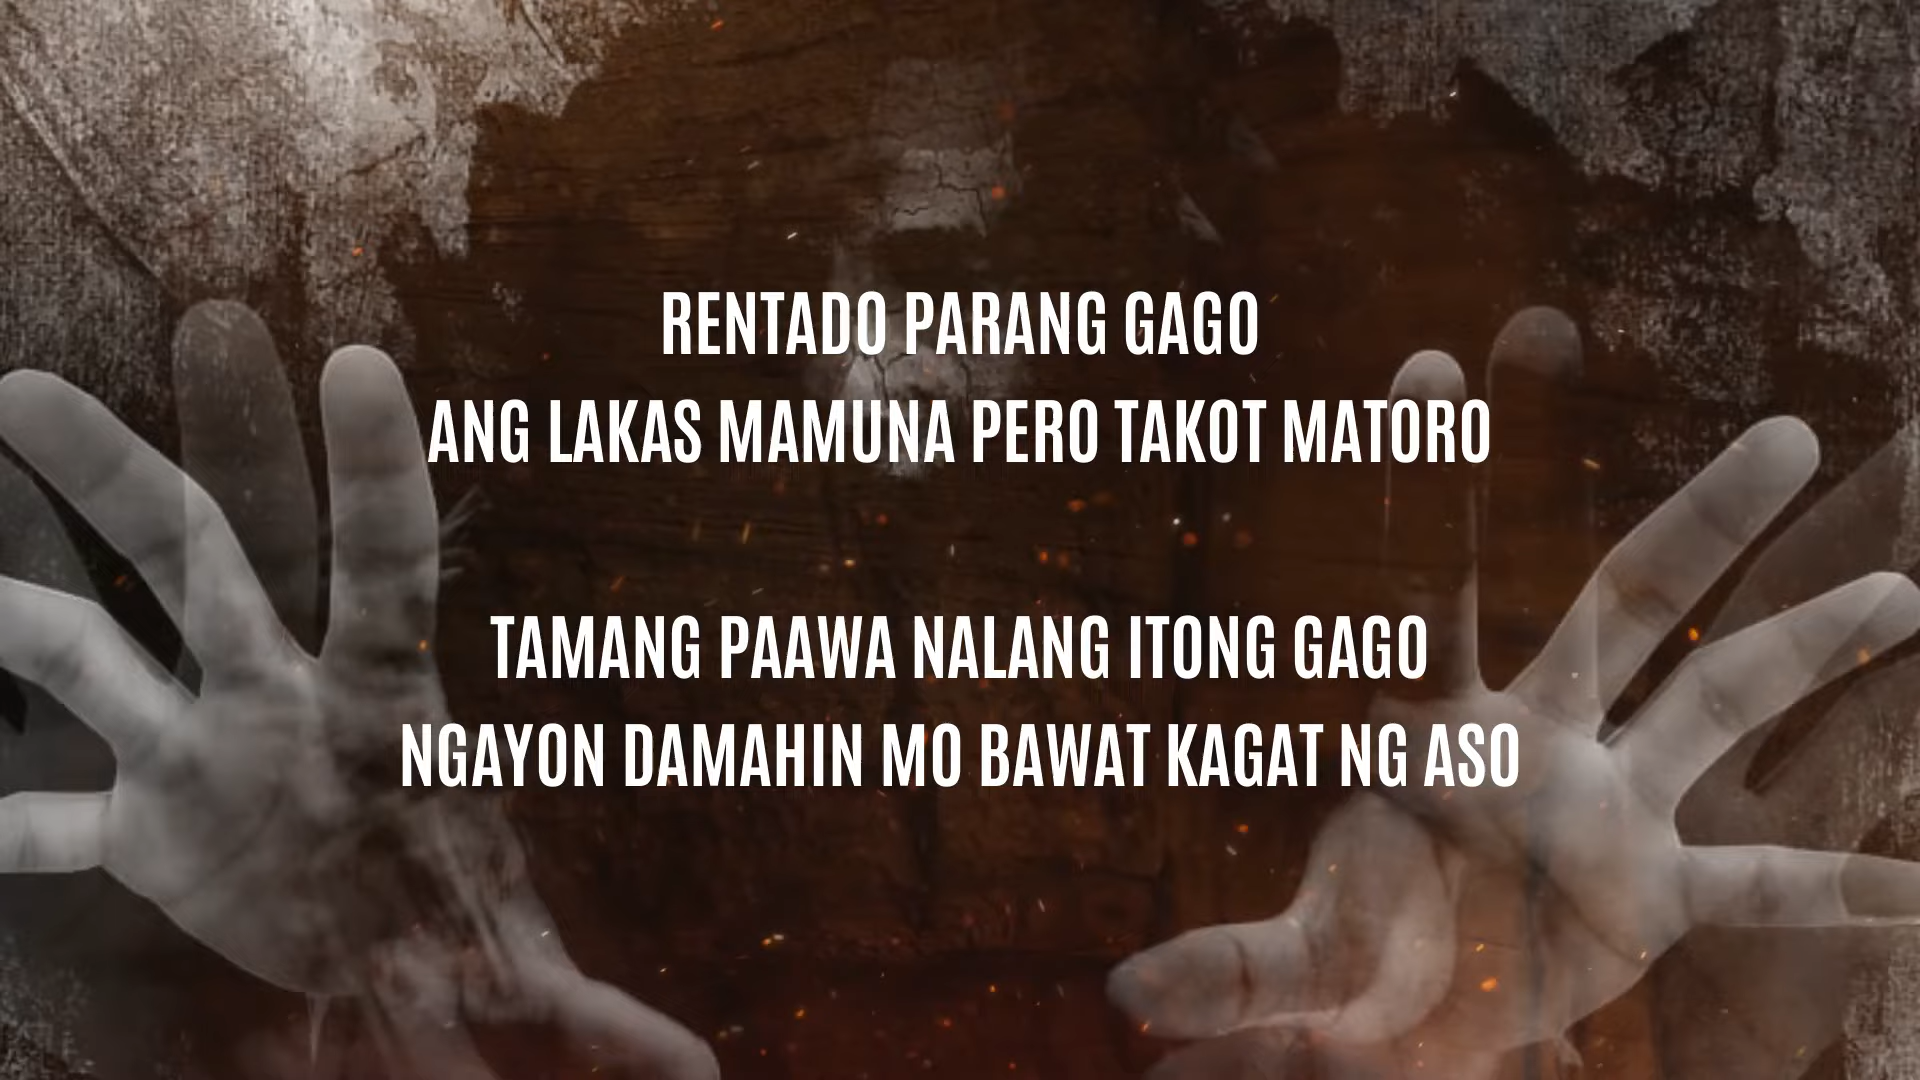 RENTADO PARANG GAGO
ANG LAKAS MAMUNA PERO TAKOT MATORO
TAMANG PAAWA NALANG ITONG GAGO
NGAYON DAMAHIN MO BAWAT KAGAT NG ASO